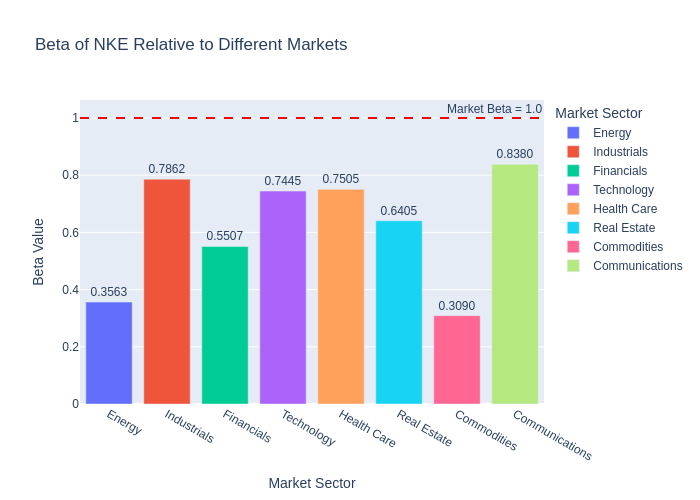 Beta of NKE Relative to Different Markets
Market Beta = 1.0
Market Sector
Energy
Industrials
Financials
Technology
Health Care
Real Estate
Commodities
Communications
Beta Value
1
0.8
0.6
0.4
0.2
0
0.3563
0.7862
0.5507
0.7445
0.7505
0.6405
0.3090
0.8380
Energy
Industrials
Financials
Technology
Health Care
Real Estate
Commodities
Communications
Market Sector